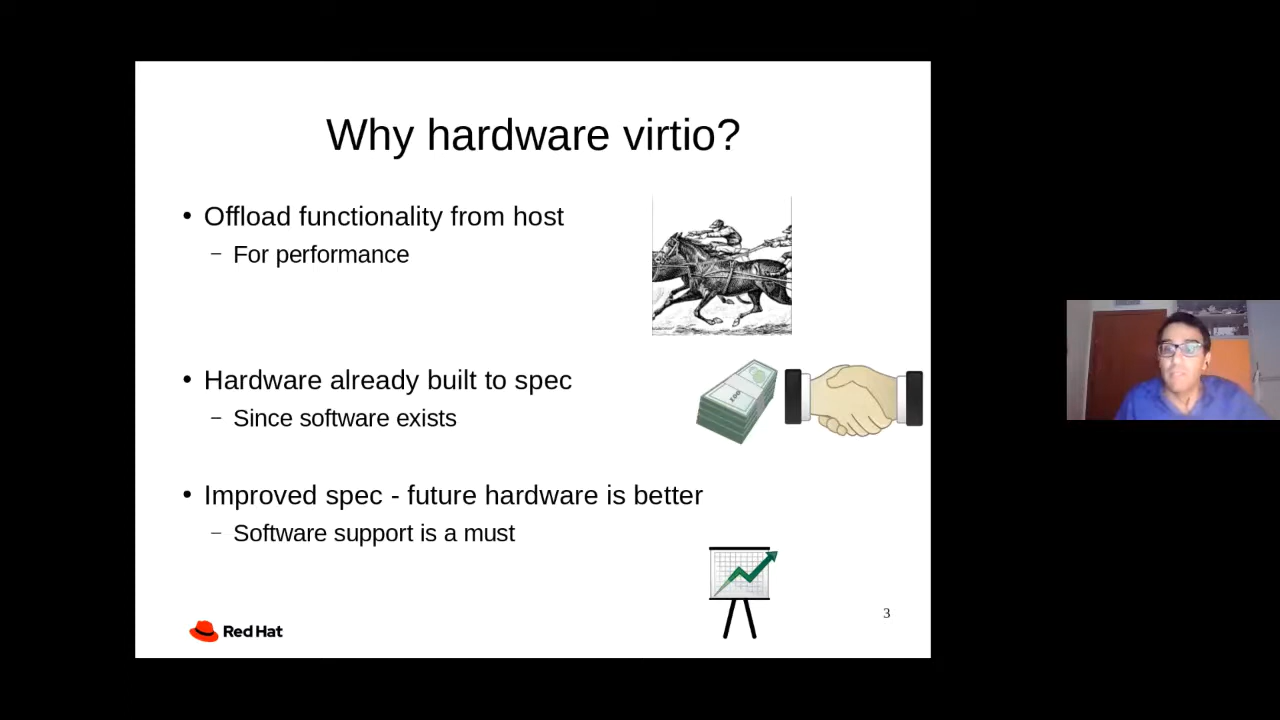 Why hardware virtio?
• Offload functionality from host
– For performance
• Hardware already built to spec
– Since software exists
• Improved spec - future hardware is better
– Software support is a must
Red Hat
3